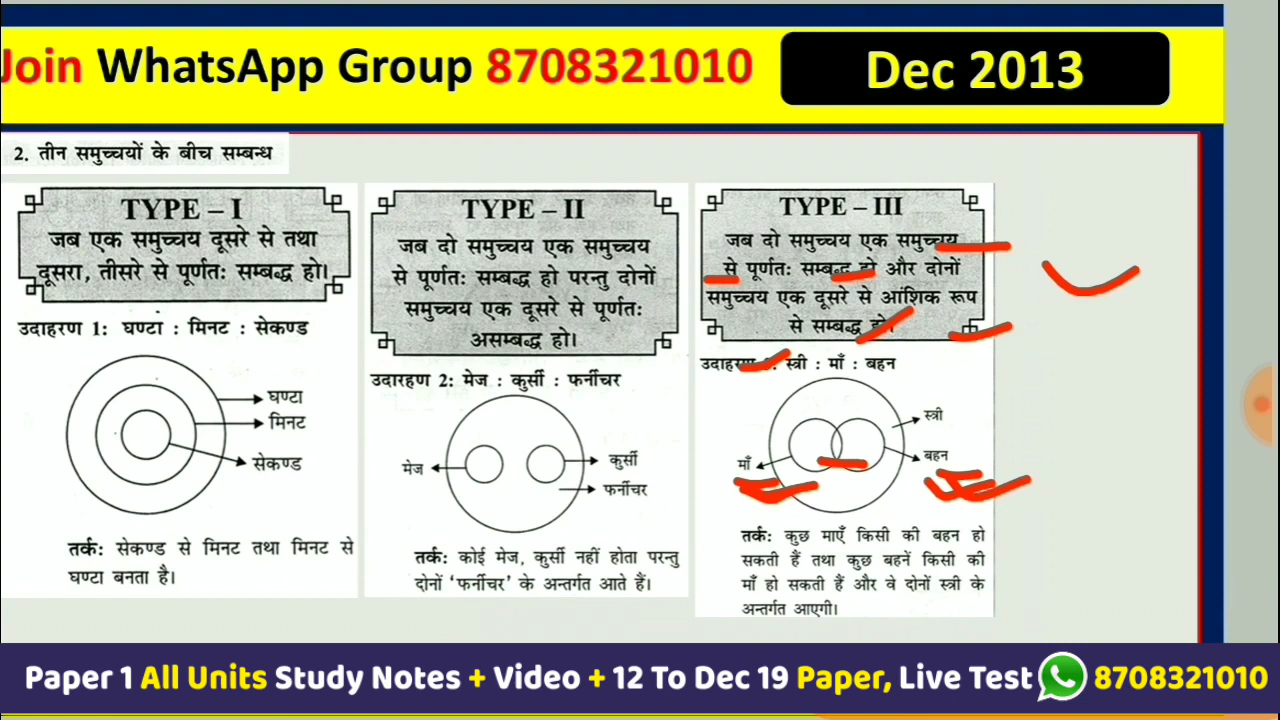 Join WhatsApp Group 8708321010
Dec 2013
2. तीन समुच्चयों के बीच सम्बन्ध
TYPE – I
जब एक समुच्चय दूसरे से तथा
दूसरा, तीसरे से पूर्णतः सम्बद्ध हो।
उदाहरण 1: घण्टा : मिनट : सेकण्ड
घण्टा
मिनट
सेकण्ड
तर्क: सेकण्ड से मिनट तथा मिनट से
घण्टा बनता है।
TYPE – II
जब दो समुच्चय एक समुच्चय
से पूर्णतः सम्बद्ध हो परन्तु दोनों
समुच्चय एक दूसरे से पूर्णतः
असम्बद्ध हो।
उदारहण 2: मेज : कुर्सी : फर्नीचर
मेज
कुर्सी
फर्नीचर
तर्क: कोई मेज, कुर्सी नहीं होता परन्तु
दोनों ‘फर्नीचर’ के अन्तर्गत आते हैं।
TYPE – III
जब दो समुच्चय एक समुच्चय
से पूर्णतः सम्बद्ध हो और दोनों
समुच्चय एक दूसरे से आंशिक रूप
से सम्बद्ध हो।
उदाहरण : स्त्री : माँ : बहन
स्त्री
माँ
बहन
तर्क: कुछ माएँ किसी की बहन हो
सकती हैं तथा कुछ बहनें किसी की
माँ हो सकती हैं और वे दोनों स्त्री के
अन्तर्गत आएगी।
Paper 1 All Units Study Notes + Video + 12 To Dec 19 Paper, Live Test 8708321010